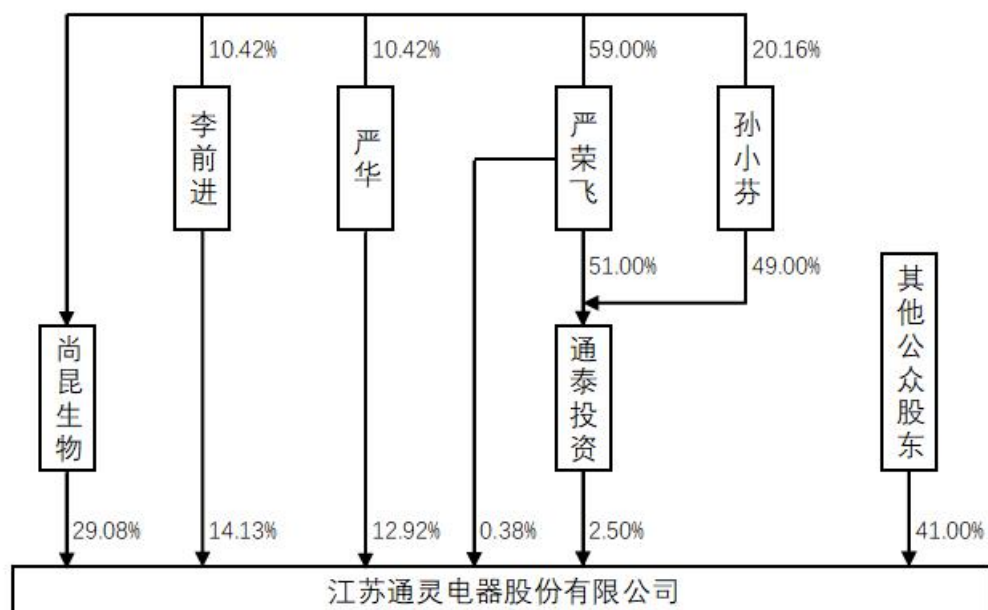 10.42%
10.42%
59.00%
20.16%
李前进
严华
严荣飞
孙小芬
51.00%
49.00%
尚昆生物
通泰投资
其他公众股东
29.08%
14.13%
12.92%
0.38%
2.50%
41.00%
江苏通灵电器股份有限公司